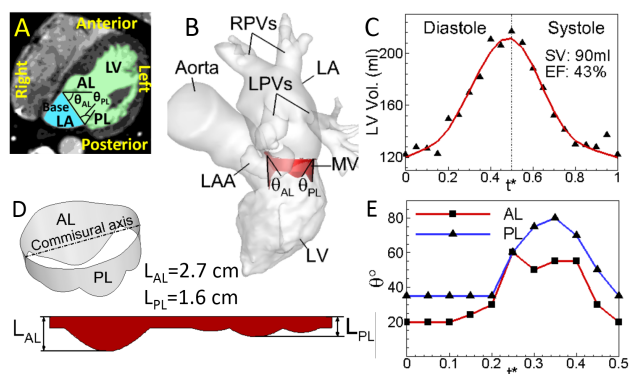 A
Anterior
LV
Right
Left
AL
θAL
θPL
Base
LA
PL
Posterior
B
RPVs
Aorta
LA
LPVs
LAA
MV
θAL
θPL
LV
C
Diastole
Systole
SV: 90ml
EF: 43%
LV Vol. (ml)
200
160
120
0
0.2
0.4
0.6
0.8
1
t*
D
AL
Commisural axis
PL
LAL=2.7 cm
LPL=1.6 cm
LAL
LPL
E
AL
PL
θ°
80
60
40
20
0
0.1
0.2
0.3
0.4
0.5
t*